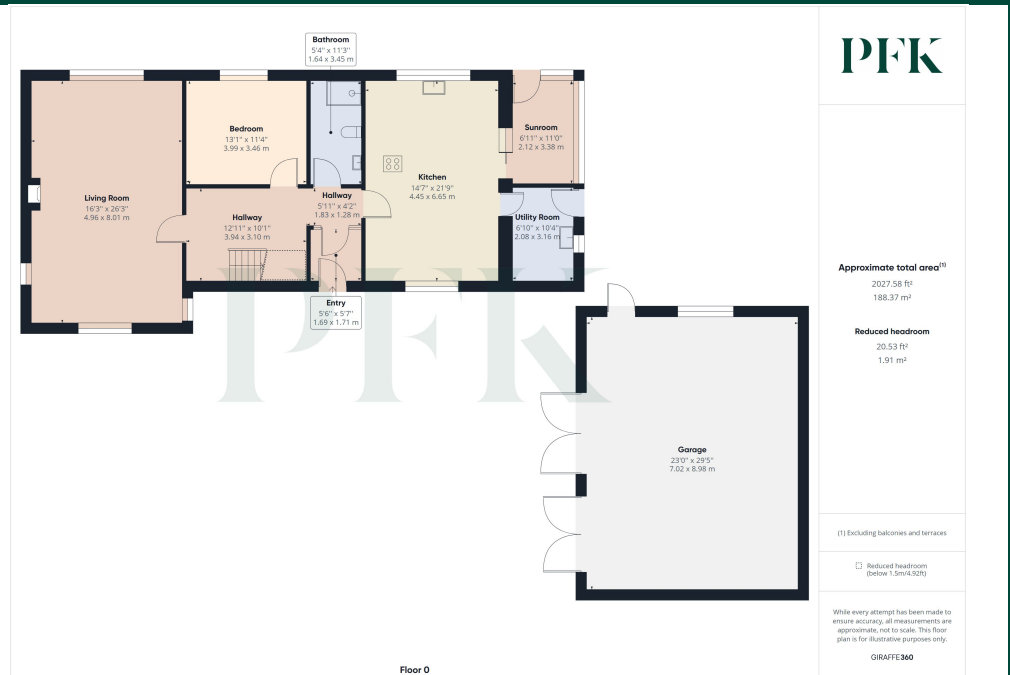 Bathroom
5'4" x 11'3"
1.64 x 3.45 m
Bedroom
13'1" x 11'4"
3.99 x 3.46 m
Sunroom
6'11" x 11'0"
2.12 x 3.38 m
Kitchen
14'7" x 21'9"
4.45 x 6.65 m
Living Room
16'3" x 26'3"
4.96 x 8.01 m
Hallway
5'11" x 4'2"
1.83 x 1.28 m
Hallway
12'11" x 10'1"
3.94 x 3.10 m
Utility Room
6'10" x 10'4"
2.08 x 3.16 m
Entry
5'6" x 5'7"
1.69 x 1.71 m
PFK
Garage
23'0" x 29'5"
7.02 x 8.98 m
Floor 0
PFK
Approximate total area(1)
2027.58 ft²
188.37 m²
Reduced headroom
20.53 ft²
1.91 m²
(1) Excluding balconies and terraces
Reduced headroom
(below 1.5m/4.92ft)
While every attempt has been made to
ensure accuracy, all measurements are
approximate, not to scale. This floor
plan is for illustrative purposes only.
GIRAFFE360